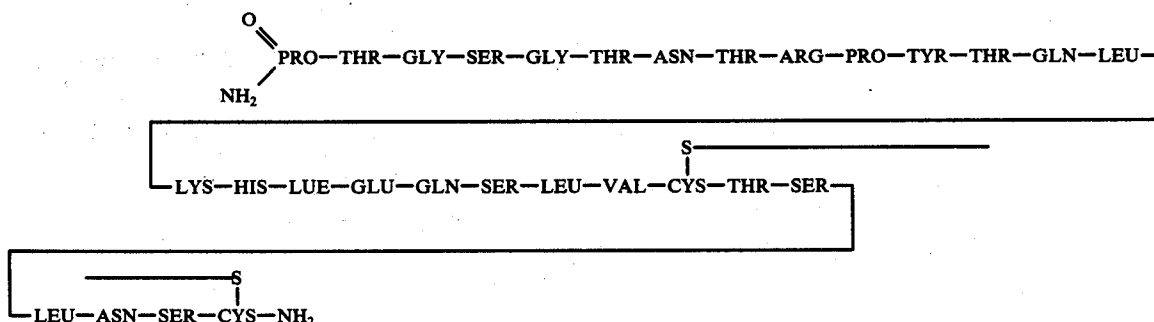 O
PRO—THR—GLY—SER—GLY—THR—ASN—THR—ARG—PRO—TYR—THR—GLN—LEU—
NH₂
S
LYS—HIS—LUE—GLU—GLN—SER—LEU—VAL—CYS—THR—SER
S
LEU—ASN—SER—CYS—NH₂